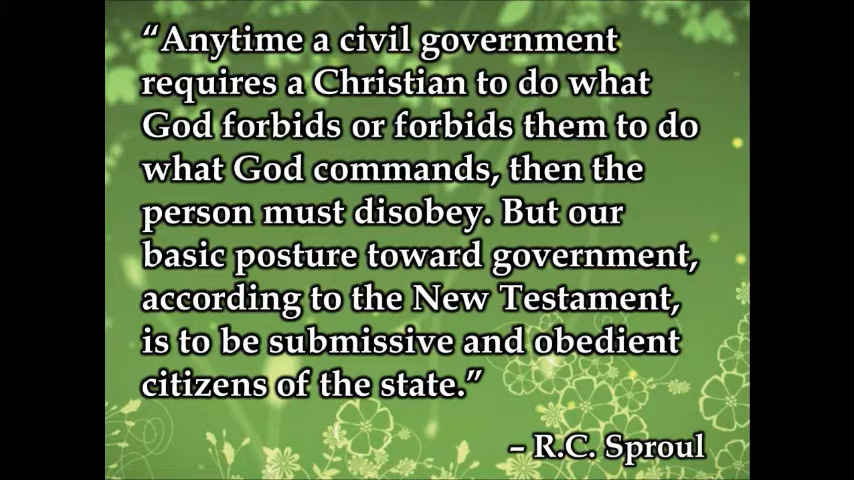 “Anytime a civil government
requires a Christian to do what
God forbids or forbids them to do
what God commands, then the
person must disobey. But our
basic posture toward government,
according to the New Testament,
is to be submissive and obedient
citizens of the state.”
– R.C. Sproul